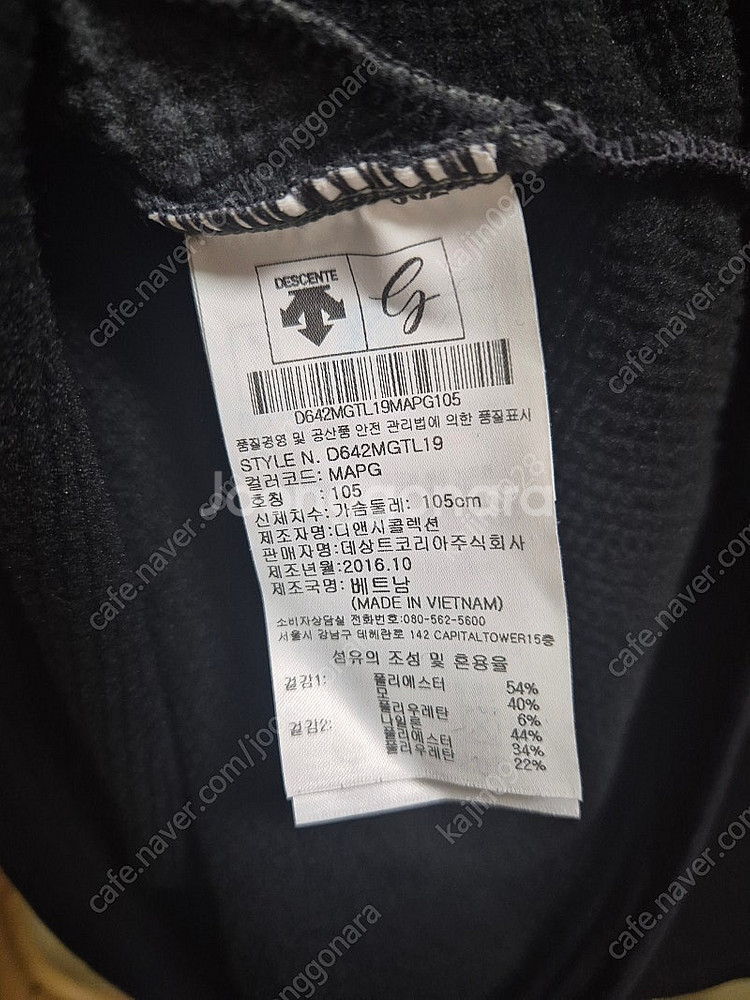 DESCENTE
G
D642MGTL19MAPG105
품질경영 및 공산품 안전 관리법에 의한 품질표시
STYLE N. D642MGTL19
컬러코드: MAPG
호칭 : 105
신체치수: 가슴둘레: 105cm
제조자명: 디앤시콜렉션
판매자명: 데상트코리아주식회사
제조년월: 2016.10
제조국명: 베트남
(MADE IN VIETNAM)
소비자상담실 전화번호: 080-562-5600
서울시 강남구 테헤란로 142 CAPITALTOWER15층
섬유의 조성 및 혼용율
겉감1: 폴리에스터 54%
모 40%
폴리우레탄 6%
겉감2: 나일론 44%
폴리에스터 34%
폴리우레탄 22%
Joonggonara
cafe.naver.com/joonggonara
kajin0928